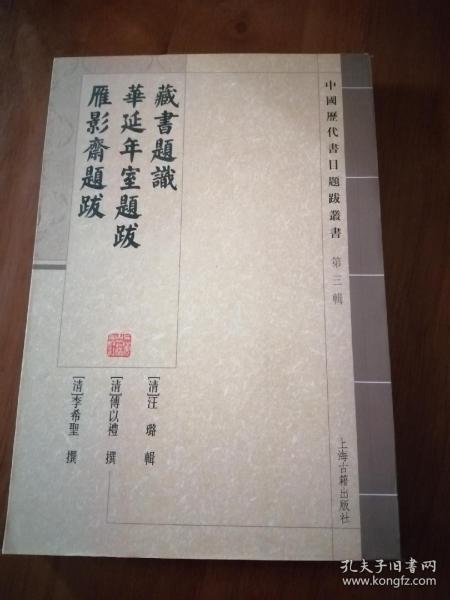 中國歷代書目題跋叢書 第三輯
藏書題識
華延年室題跋
雁影齋題跋
[清]汪璐 輯
[清]傅以禮 撰
[清]李希聖 撰
上海古籍出版社
孔夫子旧书网
www.kongfz.com